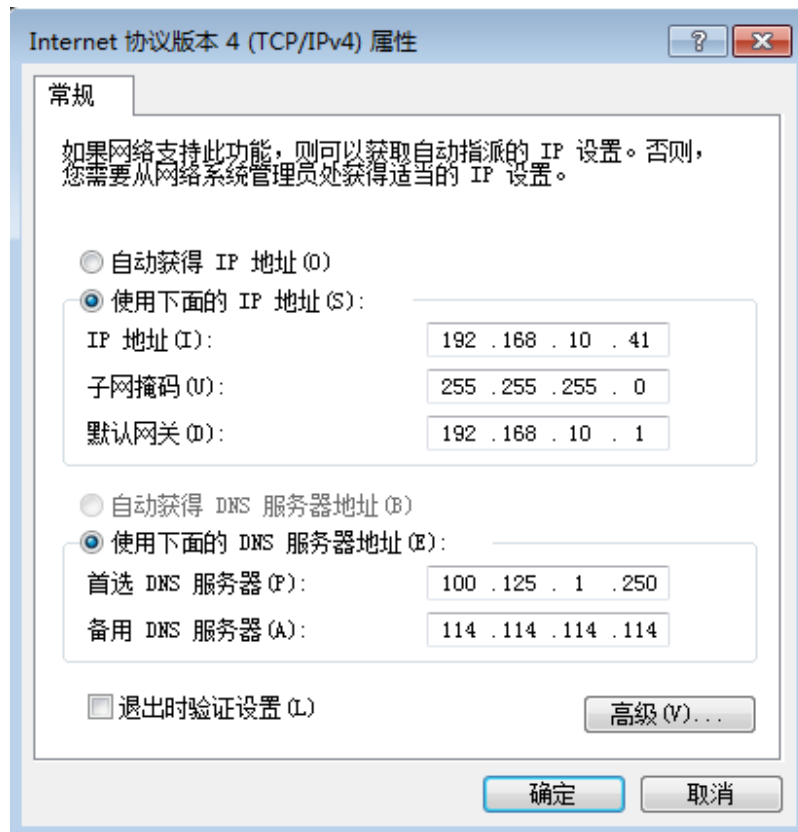 Internet 协议版本 4 (TCP/IPv4) 属性
常规
如果网络支持此功能，则可以获取自动指派的 IP 设置。否则，
您需要从网络系统管理员处获得适当的 IP 设置。
自动获得 IP 地址(O)
使用下面的 IP 地址(S):
IP 地址(I): 192 .168 . 10 . 41
子网掩码(U): 255 .255 .255 . 0
默认网关(D): 192 .168 . 10 . 1
自动获得 DNS 服务器地址(B)
使用下面的 DNS 服务器地址(E):
首选 DNS 服务器(P): 100 .125 . 1 .250
备用 DNS 服务器(A): 114 .114 .114 .114
退出时验证设置(L)
高级(V)...
确定 取消